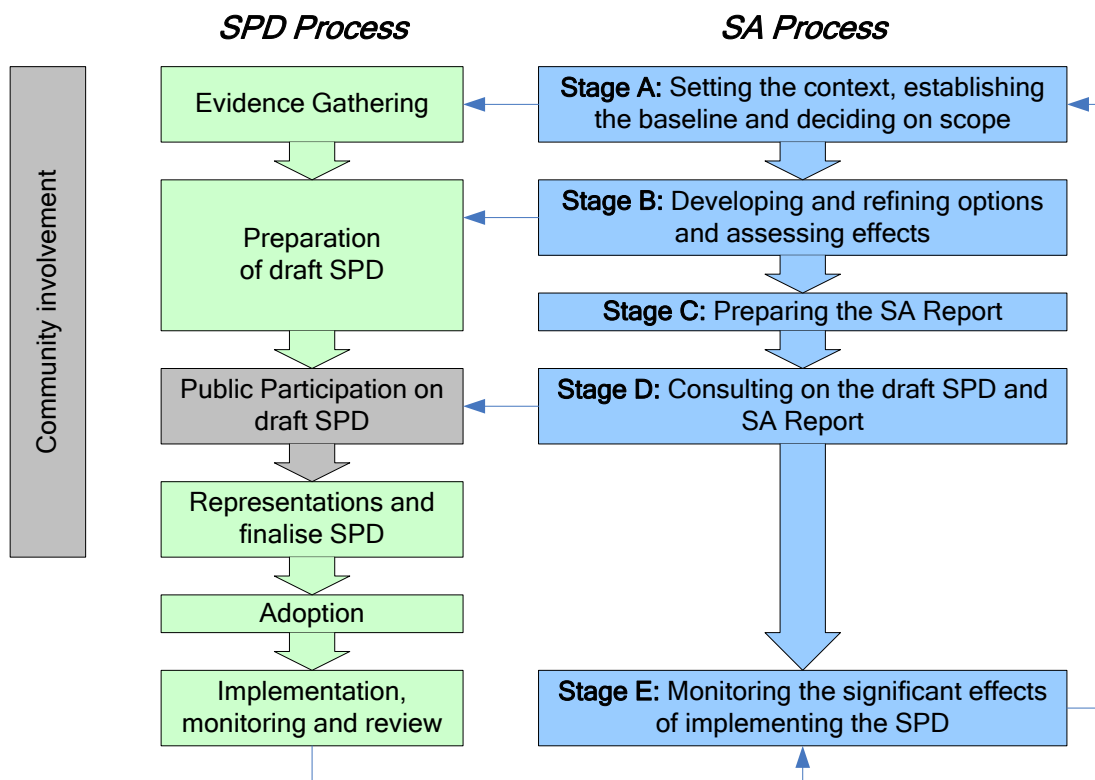 SPD Process
SA Process
Community involvement
Evidence Gathering
Preparation
of draft SPD
Public Participation on
draft SPD
Representations and
finalise SPD
Adoption
Implementation,
monitoring and review
Stage A: Setting the context, establishing
the baseline and deciding on scope
Stage B: Developing and refining options
and assessing effects
Stage C: Preparing the SA Report
Stage D: Consulting on the draft SPD and
SA Report
Stage E: Monitoring the significant effects
of implementing the SPD